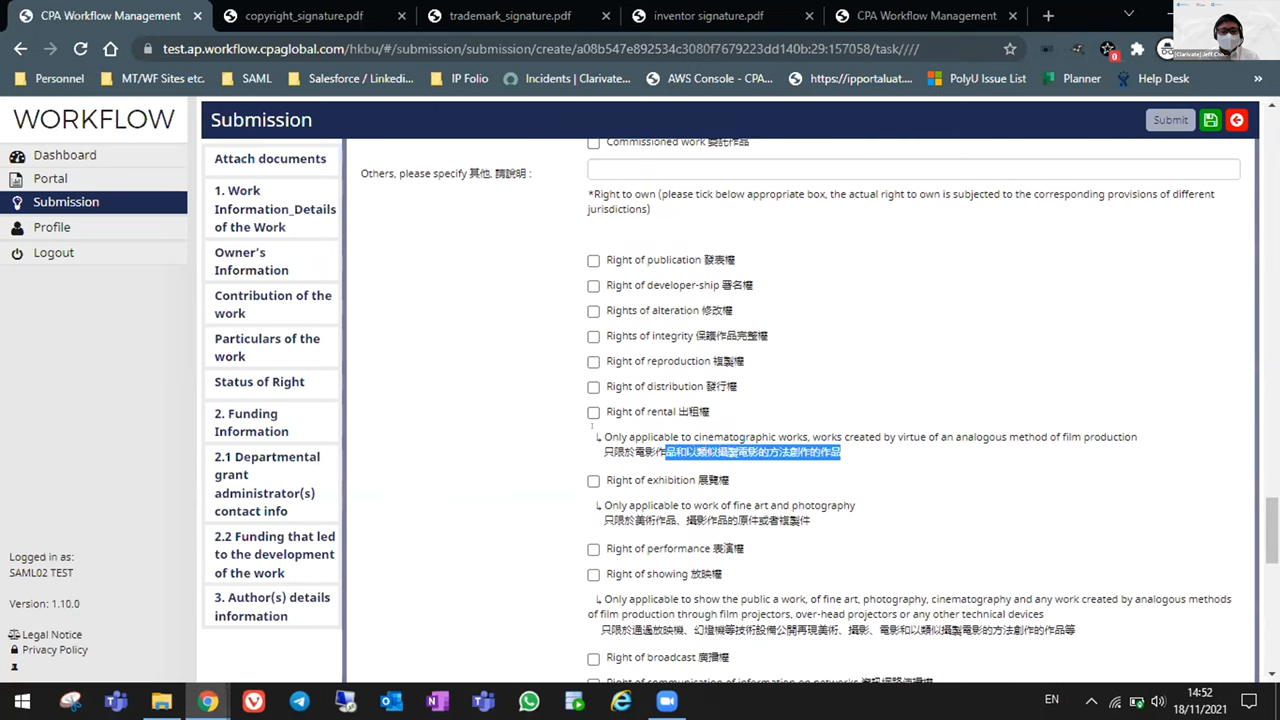 CPA Workflow Management
copyright_signature.pdf
trademark_signature.pdf
inventor signature.pdf
CPA Workflow Management
test.ap.workflow.cpaglobal.com/hkbu/#/submission/submission/create/a08b547e892534c3080f7679223dd140b:29:157058/task////
0
[Clarivate] Jeff Cho...
Personnel
MT/WF Sites etc.
SAML
Salesforce / Linkedi...
IP Folio
Incidents | Clarivate...
AWS Console - CPA...
https://ipportaluat....
PolyU Issue List
Planner
Help Desk
»
WORKFLOW
Submission
Submit
Dashboard
Portal
Submission
Profile
Logout
Logged in as:
SAML02 TEST
Version: 1.10.0
Legal Notice
Privacy Policy
Attach documents
1. Work
Information_Details
of the Work
Owner's
Information
Contribution of the
work
Particulars of the
work
Status of Right
2. Funding
Information
2.1 Departmental
grant
administrator(s)
contact info
2.2 Funding that led
to the development
of the work
3. Author(s) details
information
Commissioned work 委託作品
Others, please specify 其他, 請說明 :
*Right to own (please tick below appropriate box, the actual right to own is subjected to the corresponding provisions of different
jurisdictions)
Right of publication 發表權
Right of developer-ship 署名權
Rights of alteration 修改權
Rights of integrity 保護作品完整權
Right of reproduction 複製權
Right of distribution 發行權
Right of rental 出租權
↳ Only applicable to cinematographic works, works created by virtue of an analogous method of film production
只限於電影作品和以類似攝製電影的方法創作的作品
Right of exhibition 展覽權
↳ Only applicable to work of fine art and photography
只限於美術作品、攝影作品的原件或者複製件
Right of performance 表演權
Right of showing 放映權
↳ Only applicable to show the public a work, of fine art, photography, cinematography and any work created by analogous methods
of film production through film projectors, over-head projectors or any other technical devices
只限於通過放映機、幻燈機等技術設備公開再現美術、攝影、電影和以類似攝製電影的方法創作的作品等
Right of broadcast 廣播權
Right of communication of information on networks 資訊網路傳播權
EN
14:52
18/11/2021